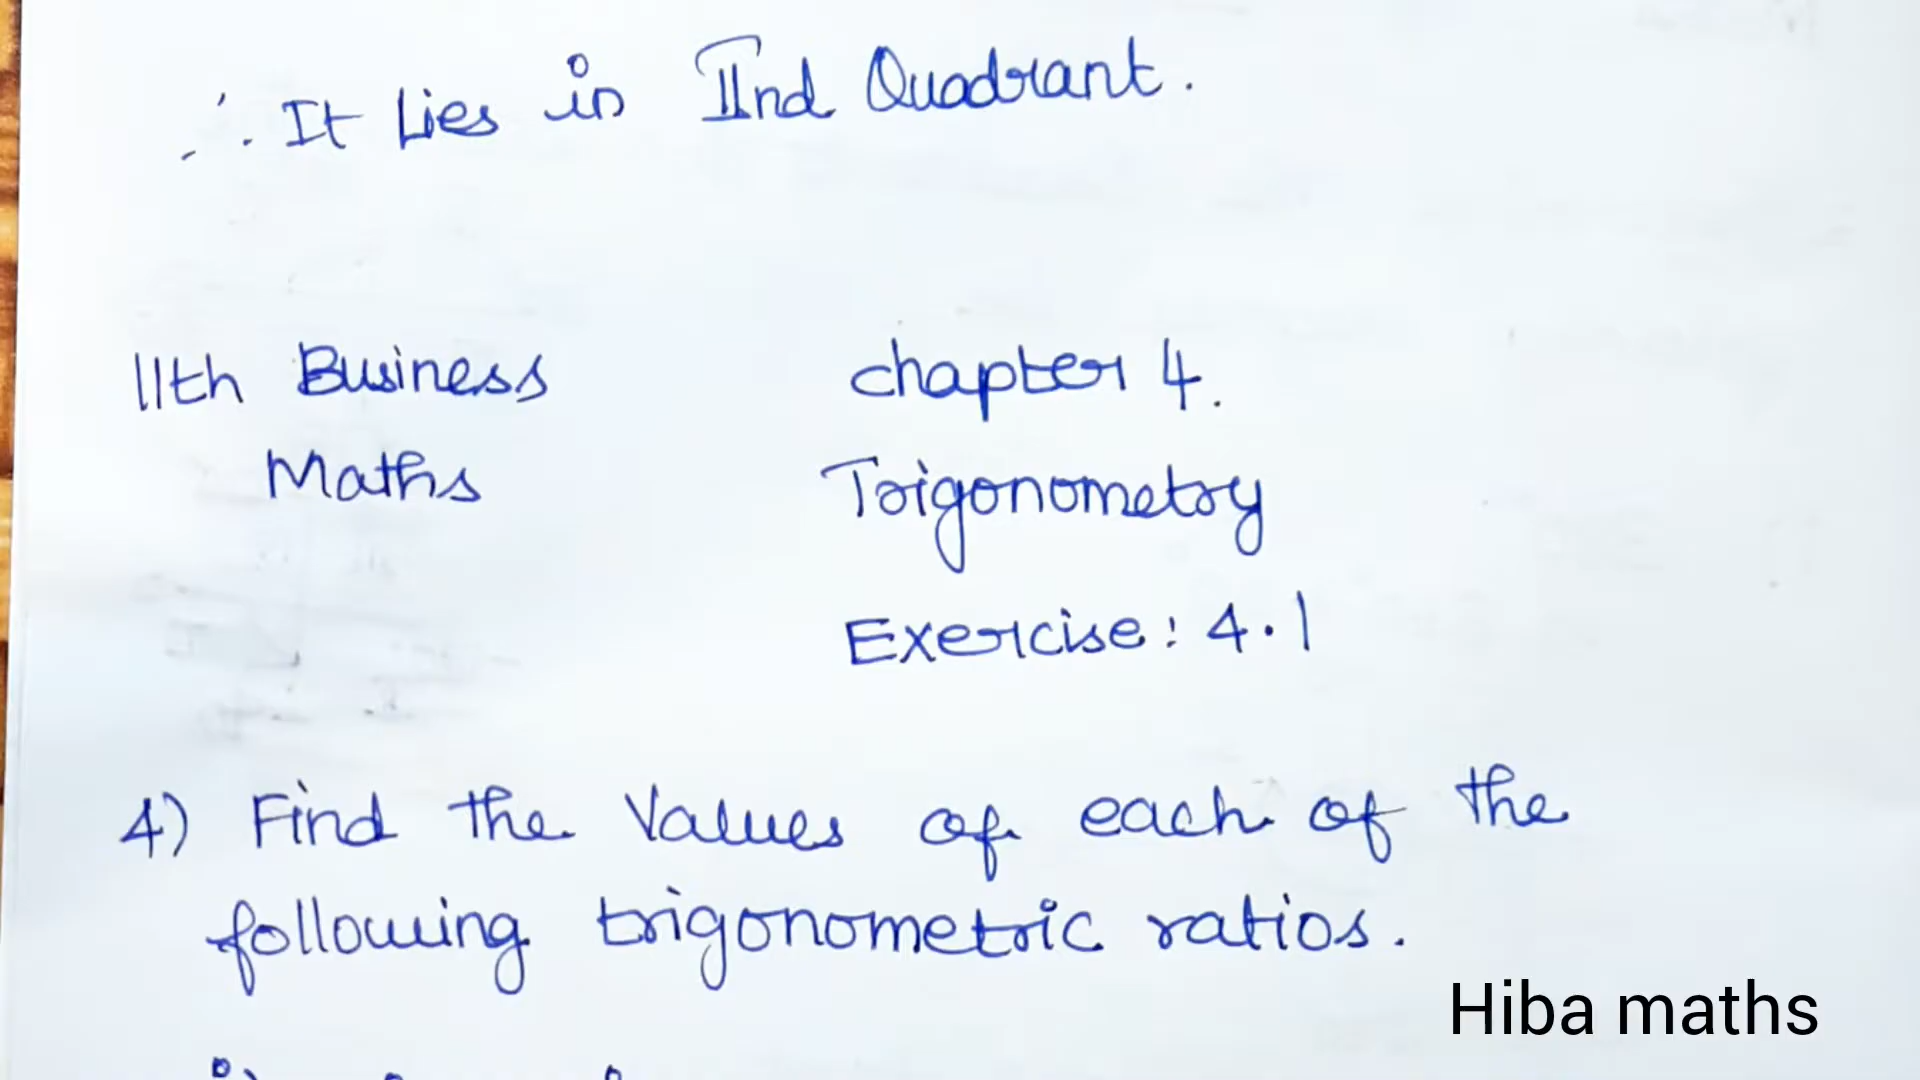 ∴ It Lies in IInd Quadrant.
11th Business Chapter 4.
Maths Trigonometry
Exercise: 4.1
4) Find the Values of each of the
following trigonometric ratios.
Hiba maths